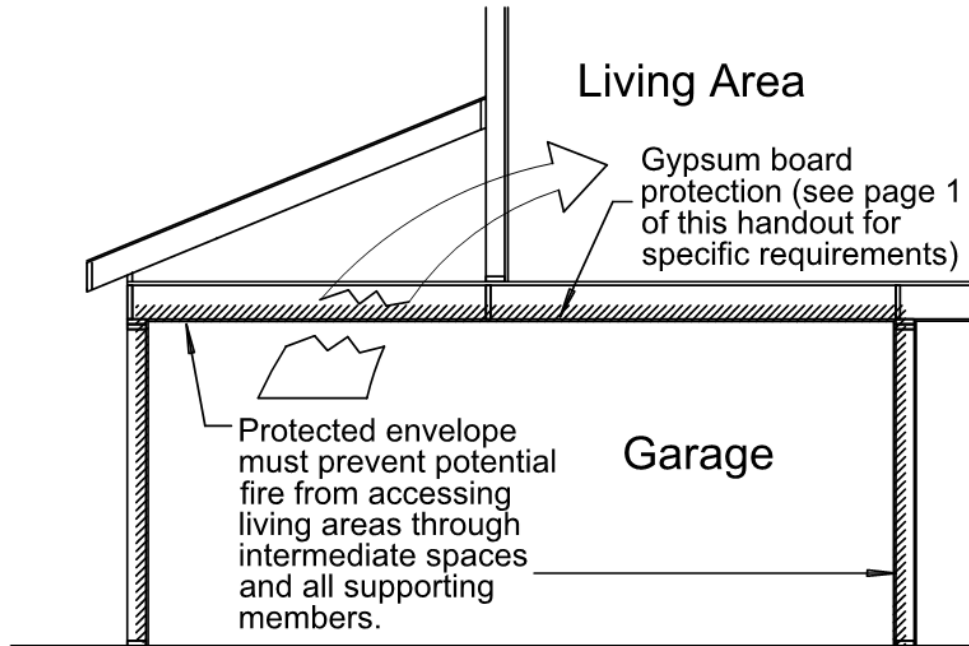 Living Area
Gypsum board
protection (see page 1
of this handout for
specific requirements)
Protected envelope
must prevent potential
fire from accessing
living areas through
intermediate spaces
and all supporting
members.
Garage